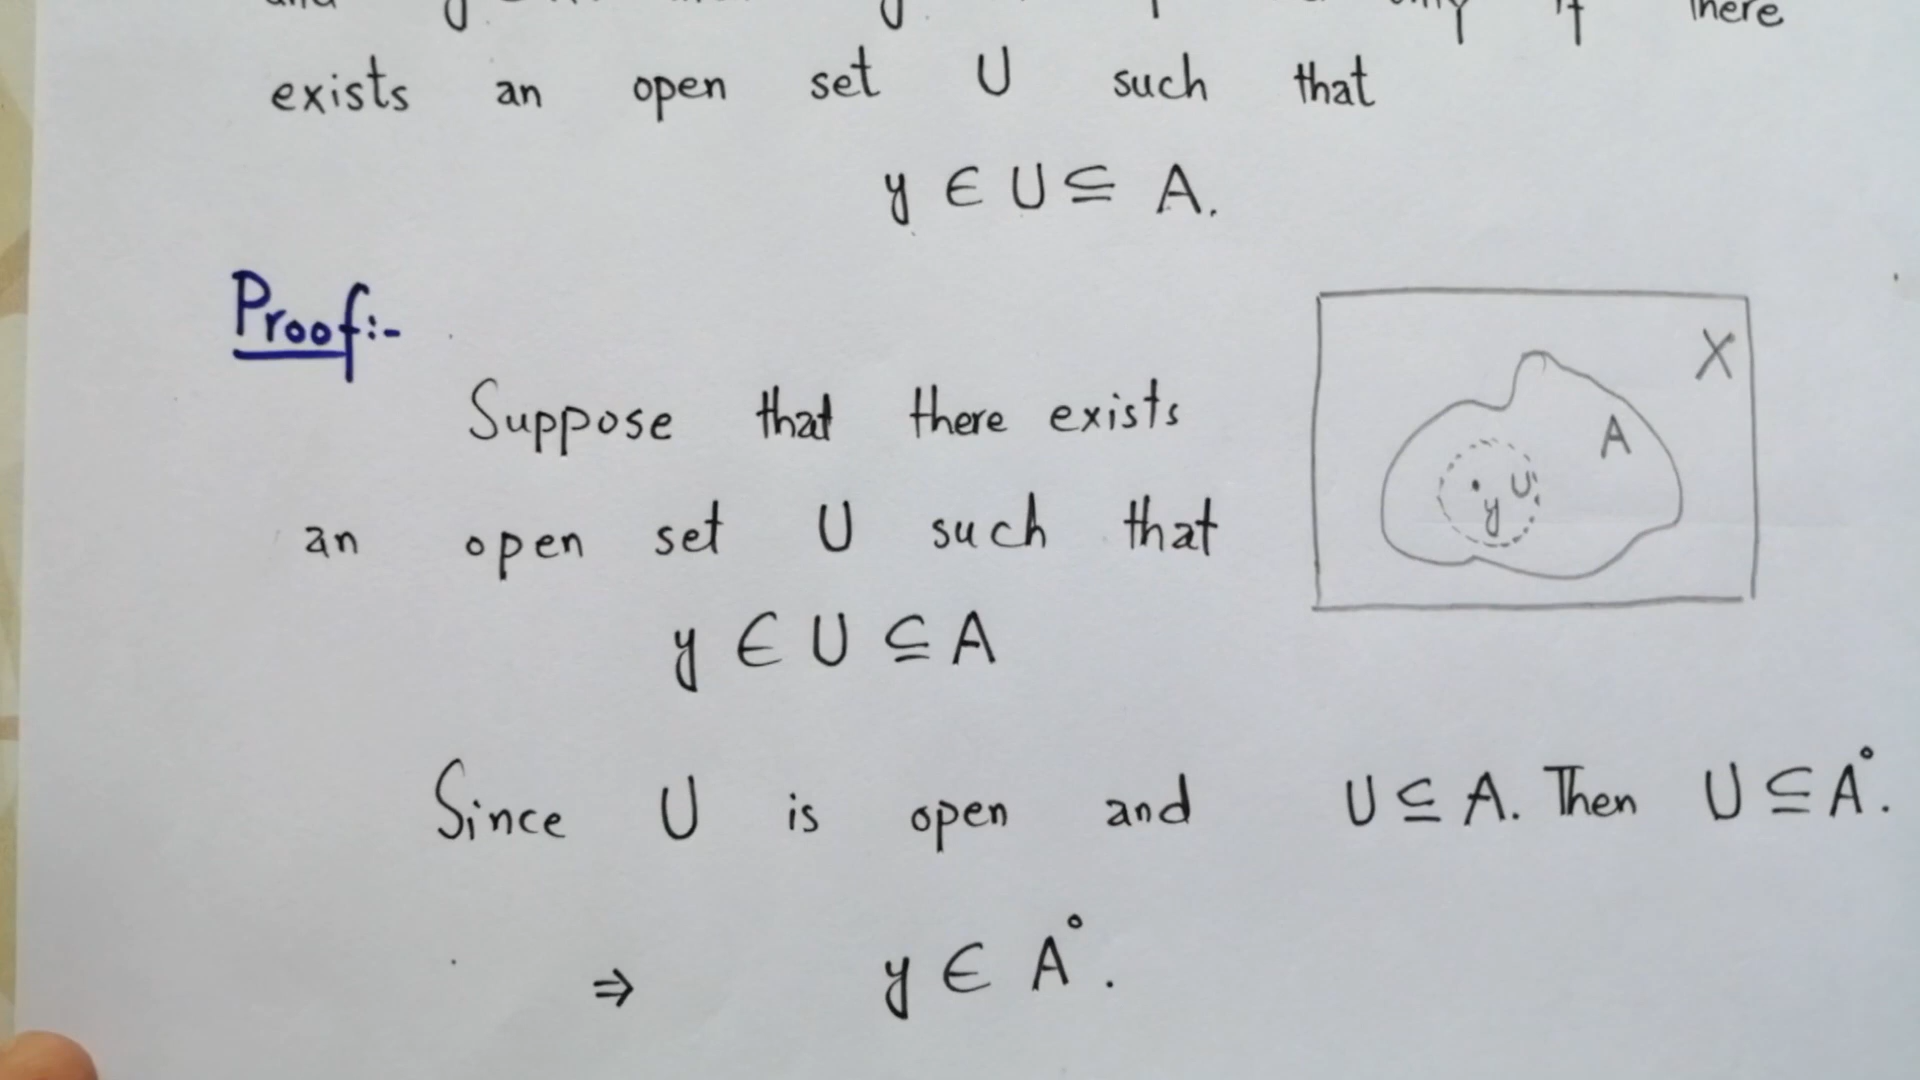 there
exists an open set U such that
y ∈ U ⊆ A.
Proof:-
Suppose that there exists
an open set U such that
y ∈ U ⊆ A
X
A
y U
Since U is open and U ⊆ A. Then U ⊆ A°.
⇒ y ∈ A°.